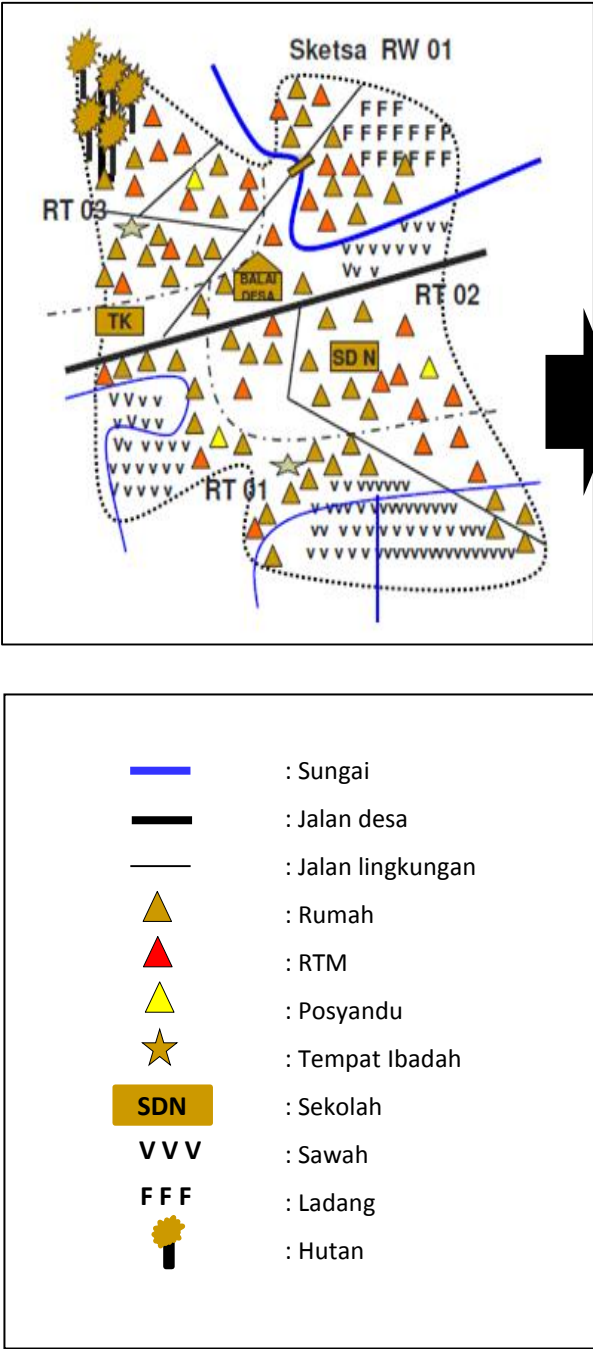 Sketsa RW 01
F F F
F F F F F F F
F F F F F F
RT 03
V V V V
V V V V V V V
Vv v
BALAI
DESA
RT 02
TK
SD N
V V v v
v V v v
Vv v v v v
v v v v v v
V v v v v
RT 01
: Sungai
: Jalan desa
: Jalan lingkungan
: Rumah
: RTM
: Posyandu
: Tempat Ibadah
SDN : Sekolah
V V V : Sawah
F F F : Ladang
: Hutan